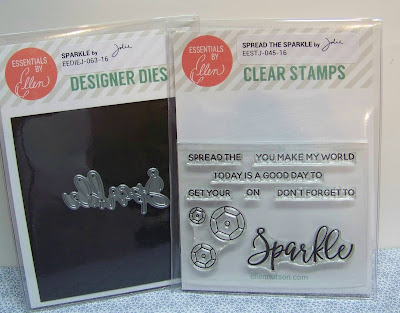 ESSENTIALS
BY
Ellen
SPARKLE by Julie
EEDIEJ-063-16
DESIGNER DIES
Sparkle
ESSENTIALS
BY
Ellen
SPREAD THE SPARKLE by Julie
EESTJ-045-16
CLEAR STAMPS
SPREAD THE YOU MAKE MY WORLD
TODAY IS A GOOD DAY TO
GET YOUR ON DON'T FORGET TO
Sparkle
ellenhutson.com